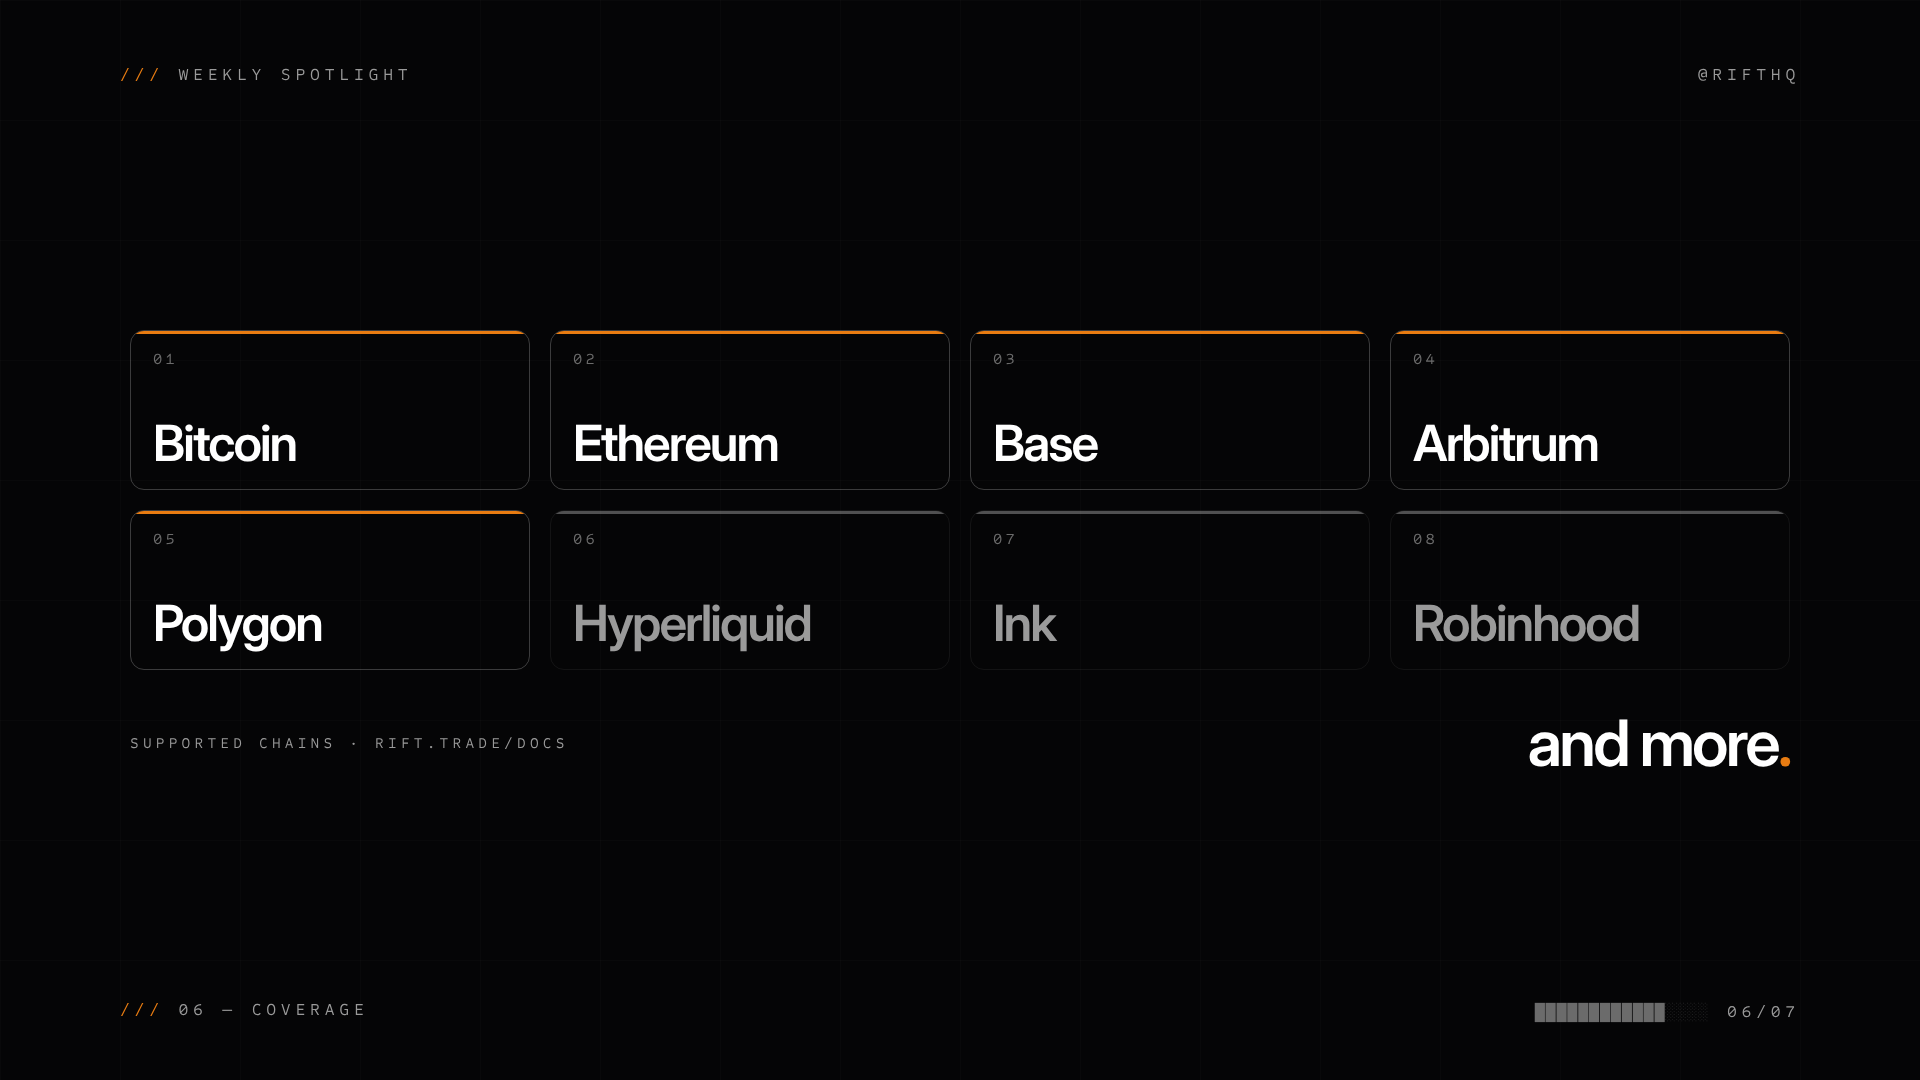 /// WEEKLY SPOTLIGHT
@RIFTHQ
01
Bitcoin
02
Ethereum
03
Base
04
Arbitrum
05
Polygon
06
Hyperliquid
07
Ink
08
Robinhood
SUPPORTED CHAINS · RIFT.TRADE/DOCS
and more.
/// 06 — COVERAGE
06/07